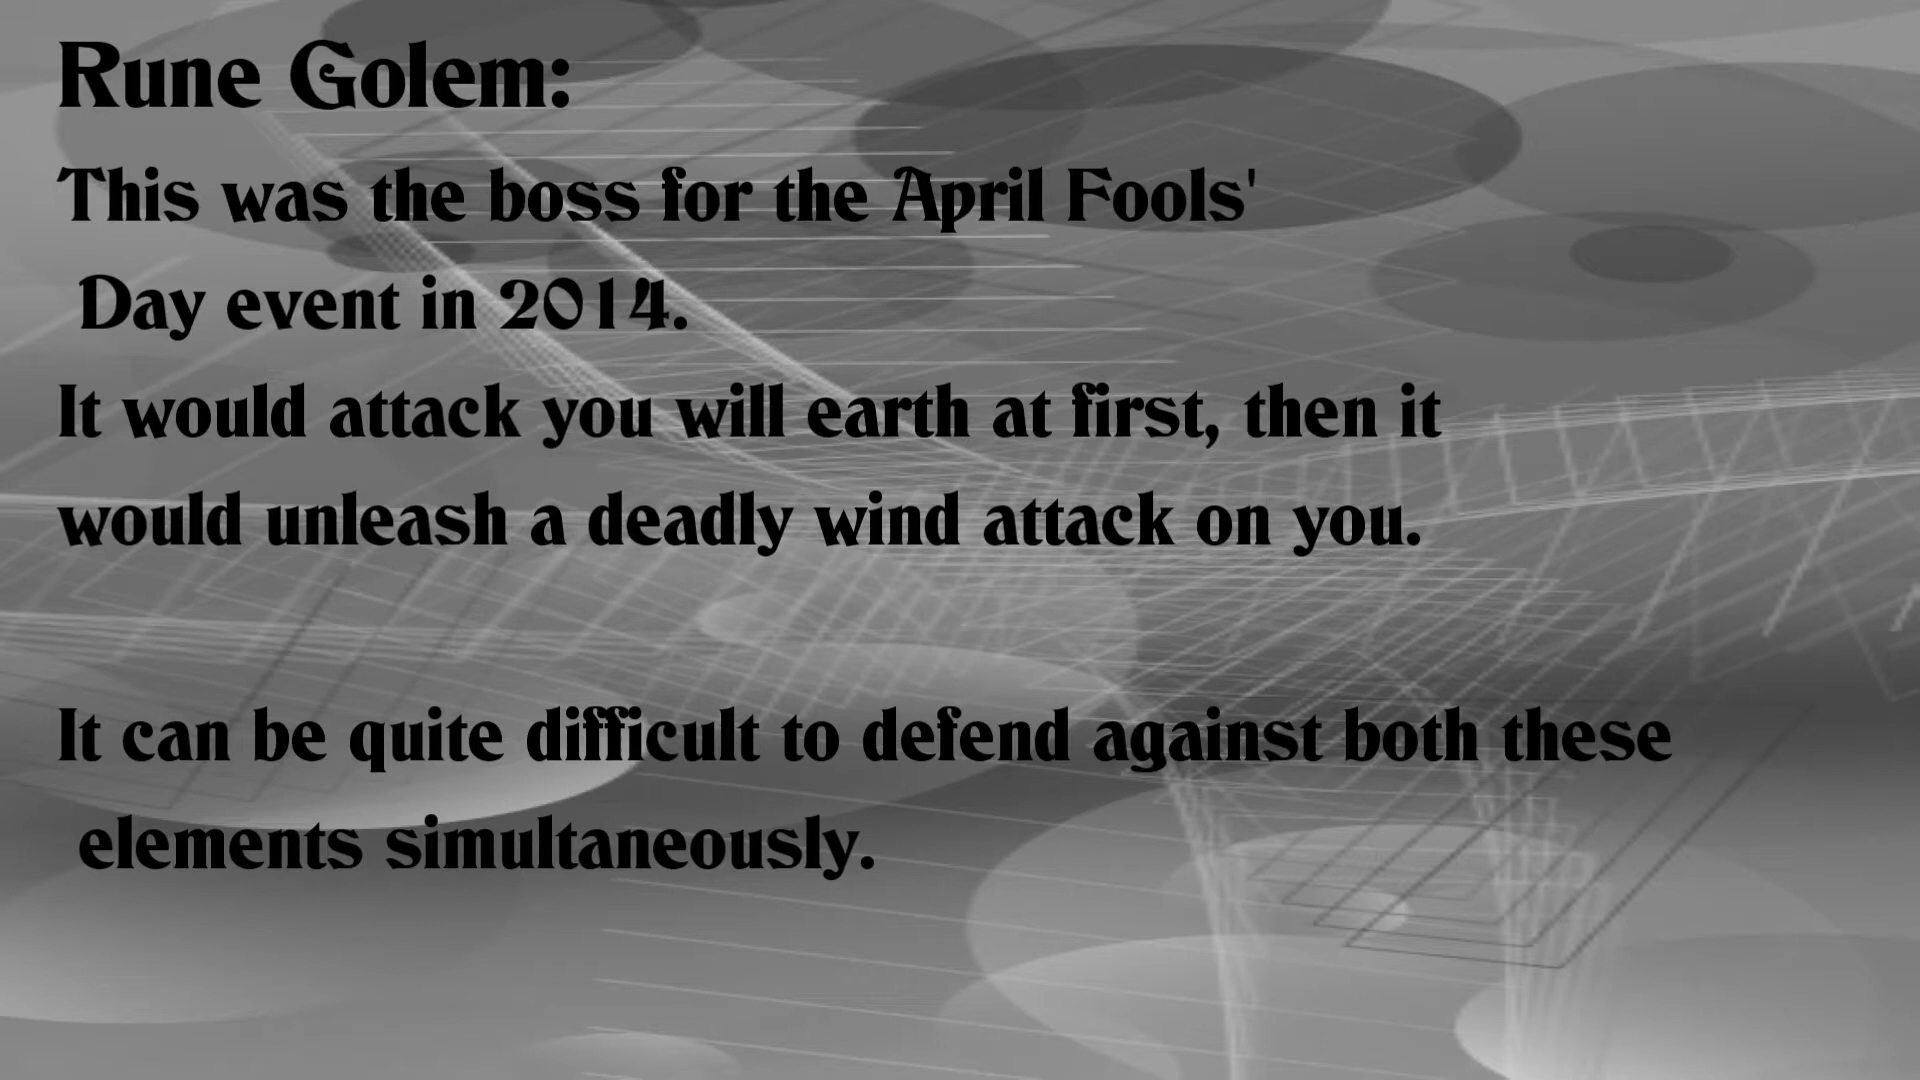 Rune Golem:
This was the boss for the April Fools'
Day event in 2014.
It would attack you will earth at first, then it
would unleash a deadly wind attack on you.
It can be quite difficult to defend against both these
elements simultaneously.